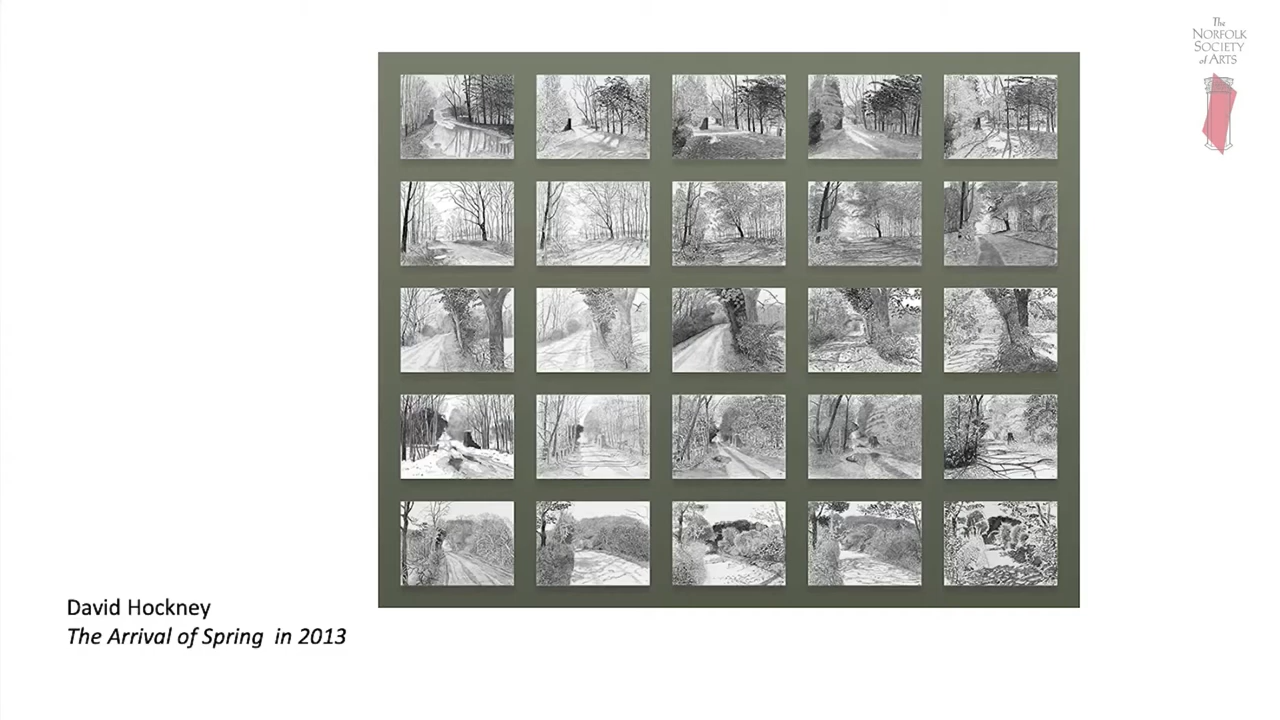 The
NORFOLK
SOCIETY
of ARTS
David Hockney
The Arrival of Spring  in 2013